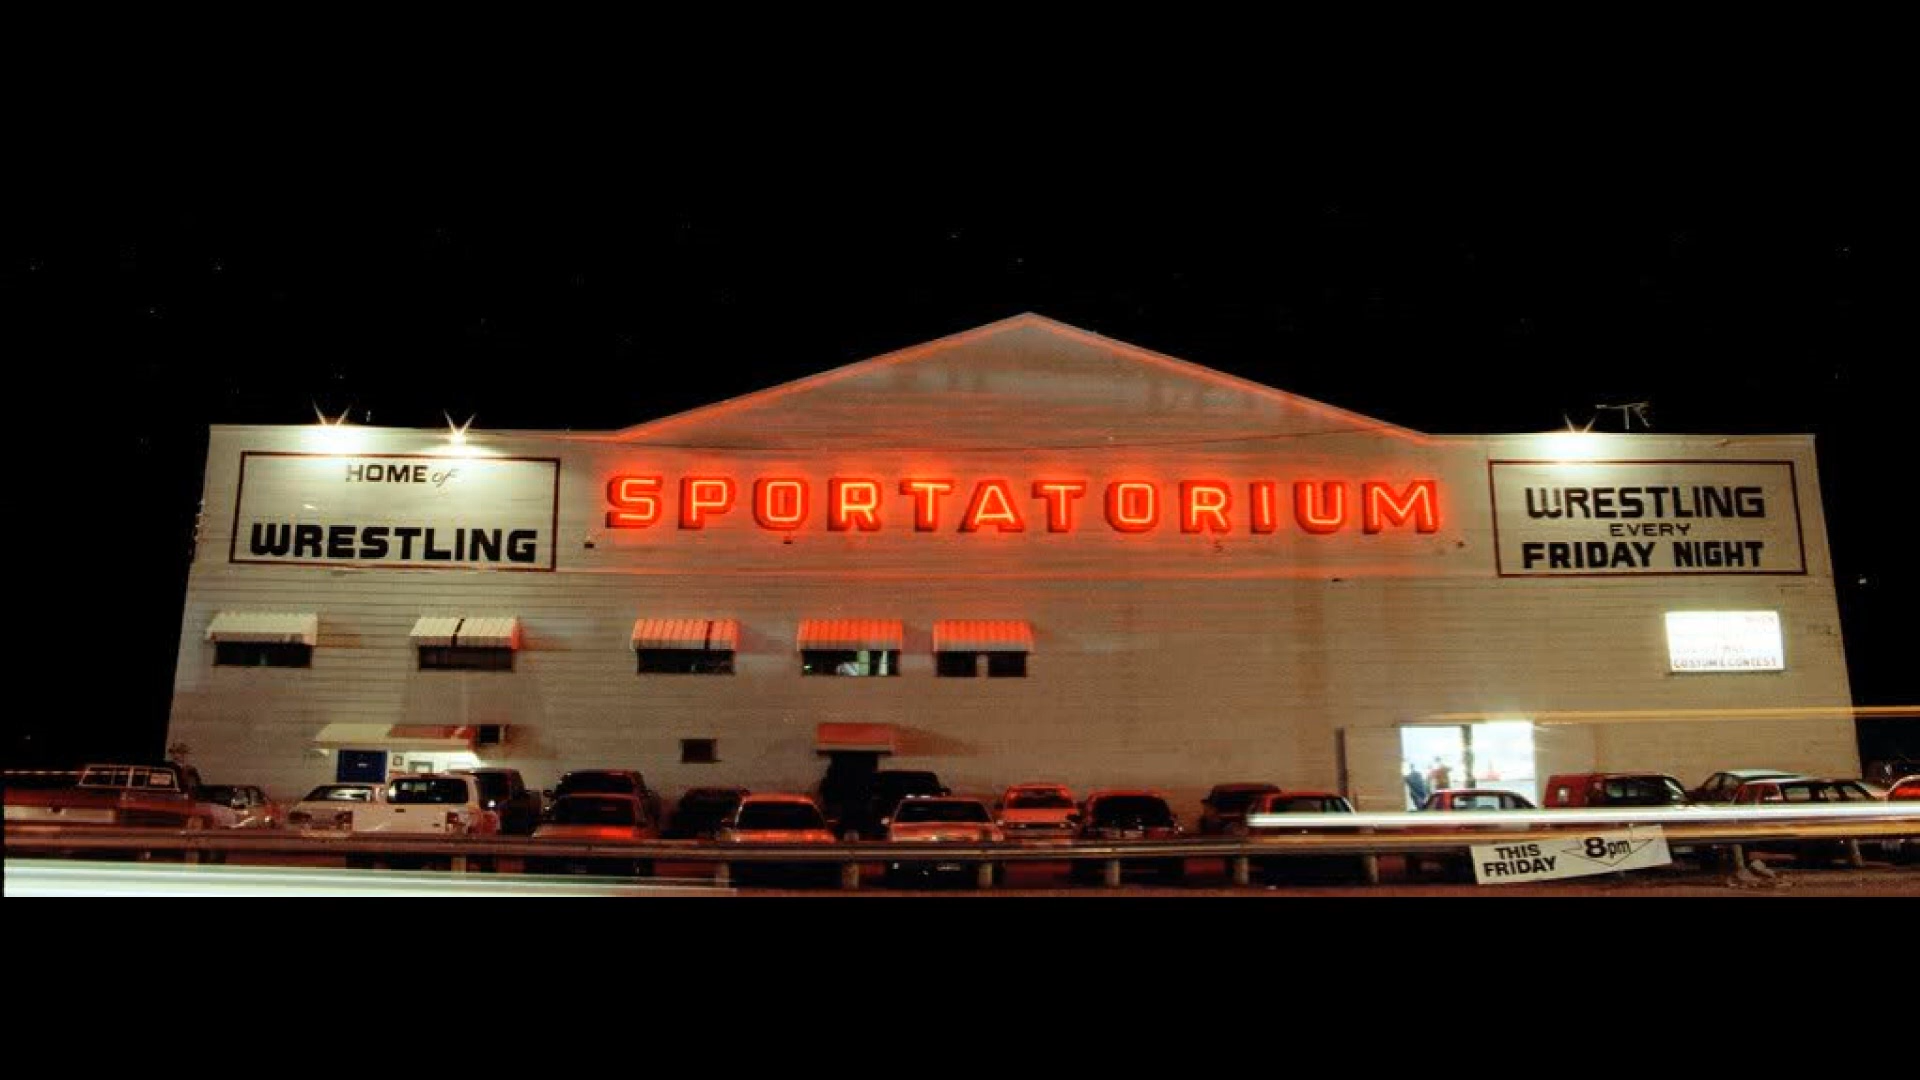 HOME of
WRESTLING
SPORTATORIUM
WRESTLING
EVERY
FRIDAY NIGHT
COSTUME CONTEST
THIS
FRIDAY
8pm